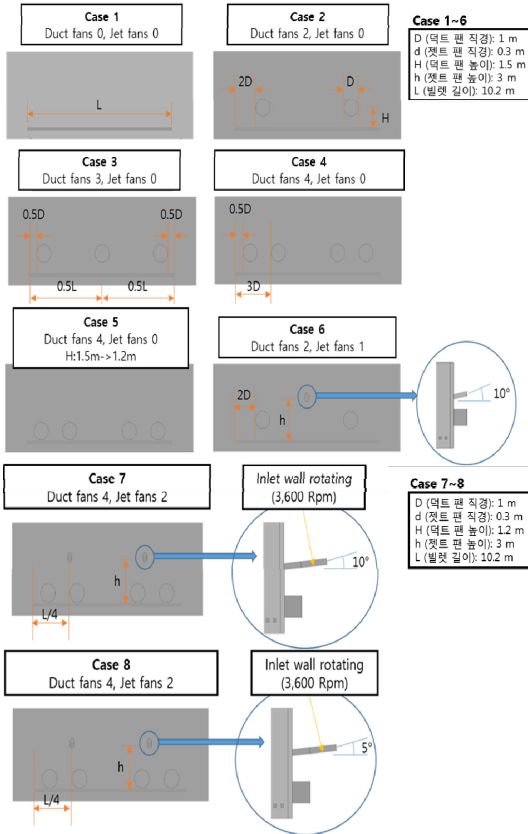 Case 1
Duct fans 0, Jet fans 0
L
Case 2
Duct fans 2, Jet fans 0
2D
D
H
Case 1~6
D (덕트 팬 직경): 1 m
d (젯트 팬 직경): 0.3 m
H (덕트 팬 높이): 1.5 m
h (젯트 팬 높이): 3 m
L (빌렛 길이): 10.2 m
Case 3
Duct fans 3, Jet fans 0
0.5D
0.5D
0.5L
0.5L
Case 4
Duct fans 4, Jet fans 0
0.5D
3D
Case 5
Duct fans 4, Jet fans 0
H:1.5m->1.2m
Case 6
Duct fans 2, Jet fans 1
2D
h
10°
Case 7
Duct fans 4, Jet fans 2
h
L/4
Inlet wall rotating
(3,600 Rpm)
10°
Case 7~8
D (덕트 팬 직경): 1 m
d (젯트 팬 직경): 0.3 m
H (덕트 팬 높이): 1.2 m
h (젯트 팬 높이): 3 m
L (빌렛 길이): 10.2 m
Case 8
Duct fans 4, Jet fans 2
h
L/4
Inlet wall rotating
(3,600 Rpm)
5°